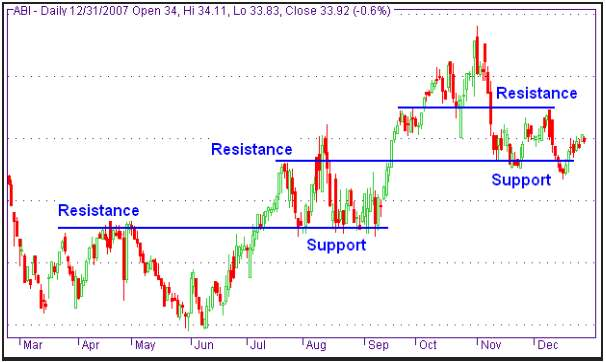 ABI - Daily 12/31/2007 Open 34, Hi 34.11, Lo 33.83, Close 33.92 (-0.6%)
Resistance
Resistance
Support
Resistance
Support
Mar Apr May Jun Jul Aug Sep Oct Nov Dec